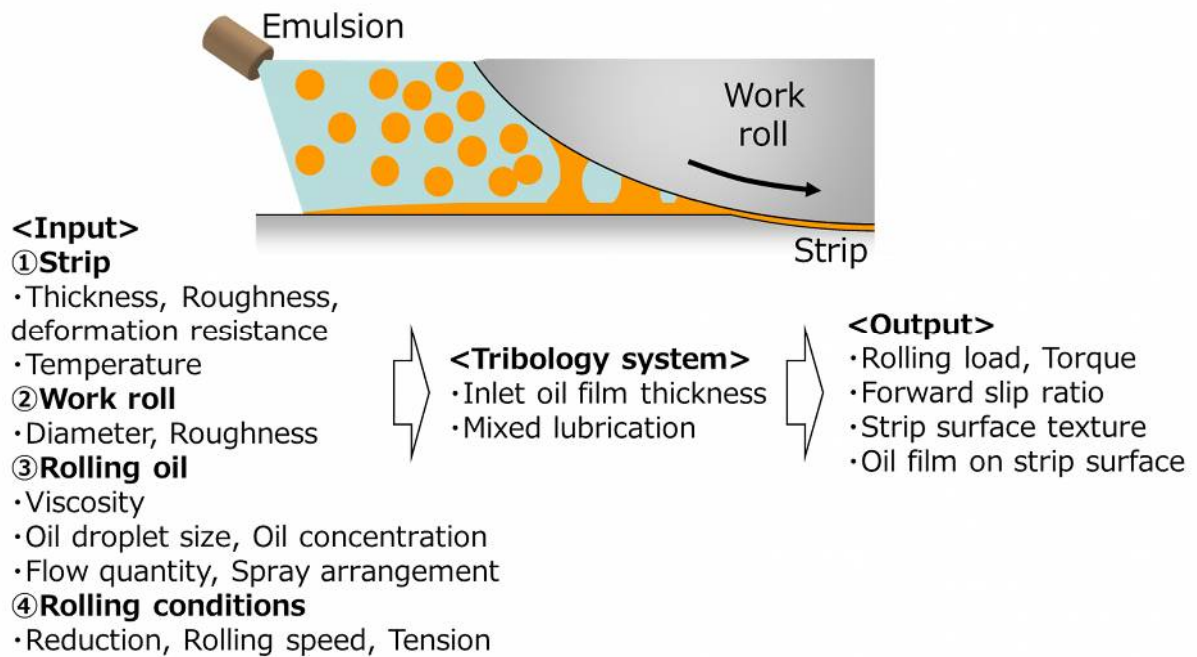 Emulsion
Work
roll
Strip
<Input>
①Strip
・Thickness, Roughness,
deformation resistance
・Temperature
②Work roll
・Diameter, Roughness
③Rolling oil
・Viscosity
・Oil droplet size, Oil concentration
・Flow quantity, Spray arrangement
④Rolling conditions
・Reduction, Rolling speed, Tension
<Tribology system>
・Inlet oil film thickness
・Mixed lubrication
<Output>
・Rolling load, Torque
・Forward slip ratio
・Strip surface texture
・Oil film on strip surface